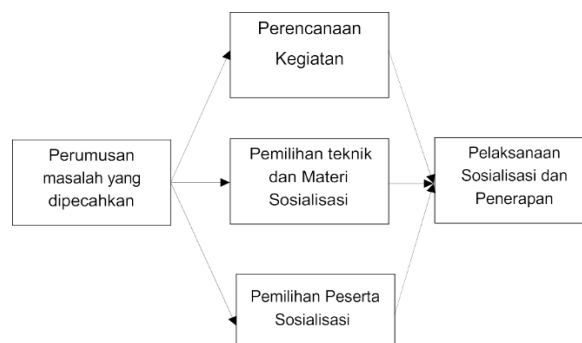 Perencanaan
Kegiatan
Perumusan
masalah yang
dipecahkan
Pemilihan teknik
dan Materi
Sosialisasi
Pelaksanaan
Sosialisasi dan
Penerapan
Pemilihan Peserta
Sosialisasi